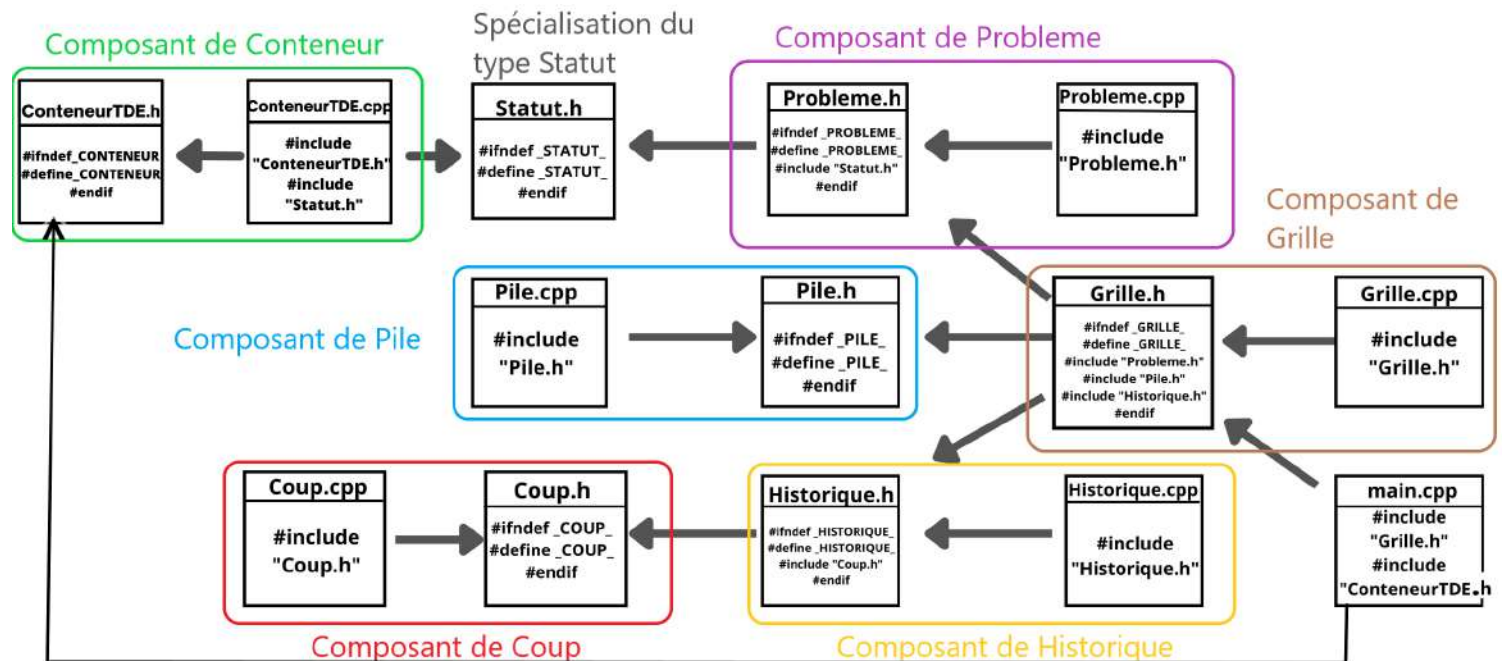 Composant de Conteneur
ConteneurTDE.h
#ifndef_CONTENEUR
#define_CONTENEUR
#endif
ConteneurTDE.cpp
#include
"ConteneurTDE.h"
#include
"Statut.h"
Spécialisation du
type Statut
Statut.h
#ifndef _STATUT_
#define _STATUT_
#endif
Composant de Probleme
Probleme.h
#ifndef _PROBLEME_
#define _PROBLEME_
#include "Statut.h"
#endif
Probleme.cpp
#include
"Probleme.h"
Composant de Pile
Pile.cpp
#include
"Pile.h"
Pile.h
#ifndef _PILE_
#define _PILE_
#endif
Composant de
Grille
Grille.h
#ifndef _GRILLE_
#define _GRILLE_
#include "Probleme.h"
#include "Pile.h"
#include "Historique.h"
#endif
Grille.cpp
#include
"Grille.h"
Coup.cpp
#include
"Coup.h"
Coup.h
#ifndef _COUP_
#define _COUP_
#endif
Composant de Coup
Historique.h
#ifndef _HISTORIQUE_
#define _HISTORIQUE_
#include "Coup.h"
#endif
Historique.cpp
#include
"Historique.h"
Composant de Historique
main.cpp
#include
"Grille.h"
#include
"ConteneurTDE.h